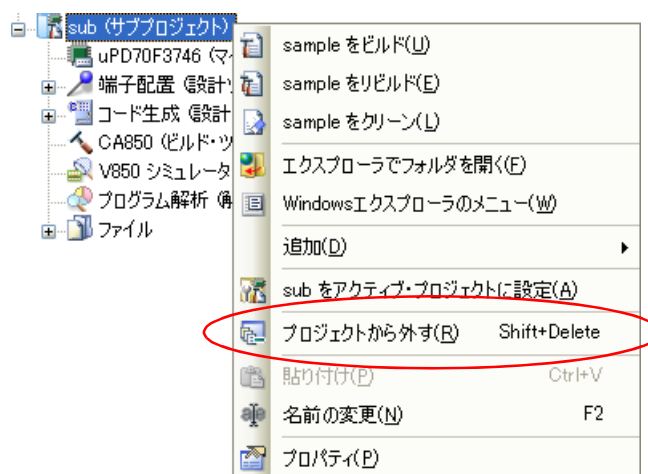 sub (サブプロジェクト)
uPD70F3746 (マイ
端子配置 (設計ツ
コード生成 (設計
CA850 (ビルド・ツ
V850 シミュレータ
プログラム解析 (解
ファイル
sample をビルド(U)
sample をリビルド(E)
sample をクリーン(L)
エクスプローラでフォルダを開く(F)
Windowsエクスプローラのメニュー(W)
追加(D)
sub をアクティブ・プロジェクトに設定(A)
プロジェクトから外す(R) Shift+Delete
貼り付け(P) Ctrl+V
名前の変更(N) F2
プロパティ(P)